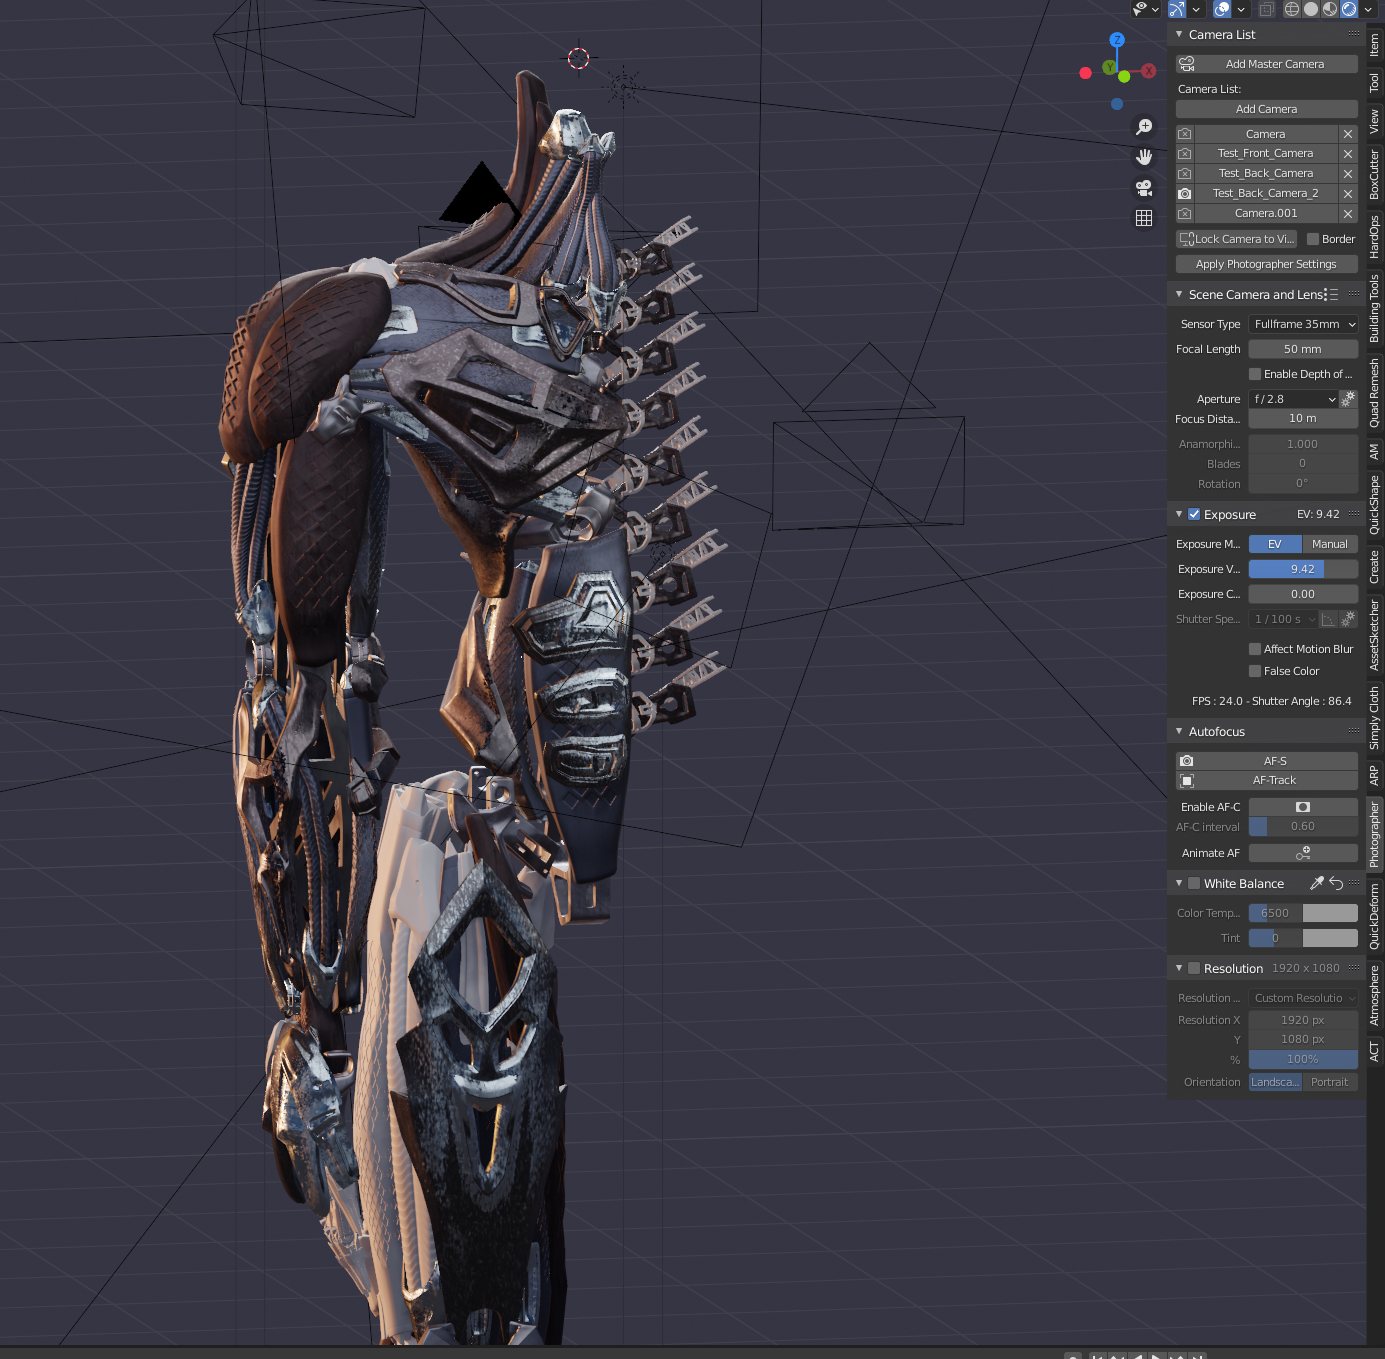 Z
Y
X
Camera List
Add Master Camera
Camera List:
Add Camera
Camera
Test_Front_Camera
Test_Back_Camera
Test_Back_Camera_2
Camera.001
Lock Camera to Vi... Border
Apply Photographer Settings
Scene Camera and Lens
Sensor Type Fullframe 35mm
Focal Length 50 mm
Enable Depth of ...
Aperture f / 2.8
Focus Dista... 10 m
Anamorphi... 1.000
Blades 0
Rotation 0°
Exposure EV: 9.42
Exposure M... EV Manual
Exposure V... 9.42
Exposure C... 0.00
Shutter Spe... 1 / 100 s
Affect Motion Blur
False Color
FPS : 24.0 - Shutter Angle : 86.4
Autofocus
AF-S
AF-Track
Enable AF-C
AF-C interval 0.60
Animate AF
White Balance
Color Temp... 6500
Tint 0
Resolution 1920 x 1080
Resolution ... Custom Resolutio
Resolution X 1920 px
Y 1080 px
% 100%
Orientation Landsca... Portrait
Item
Tool
View
BoxCutter
HardOps
Building Tools
Quad Remesh
AM
QuickShape
Create
AssetSketcher
Simply Cloth
ARP
Photographer
QuickDeform
Atmosphere
ACT